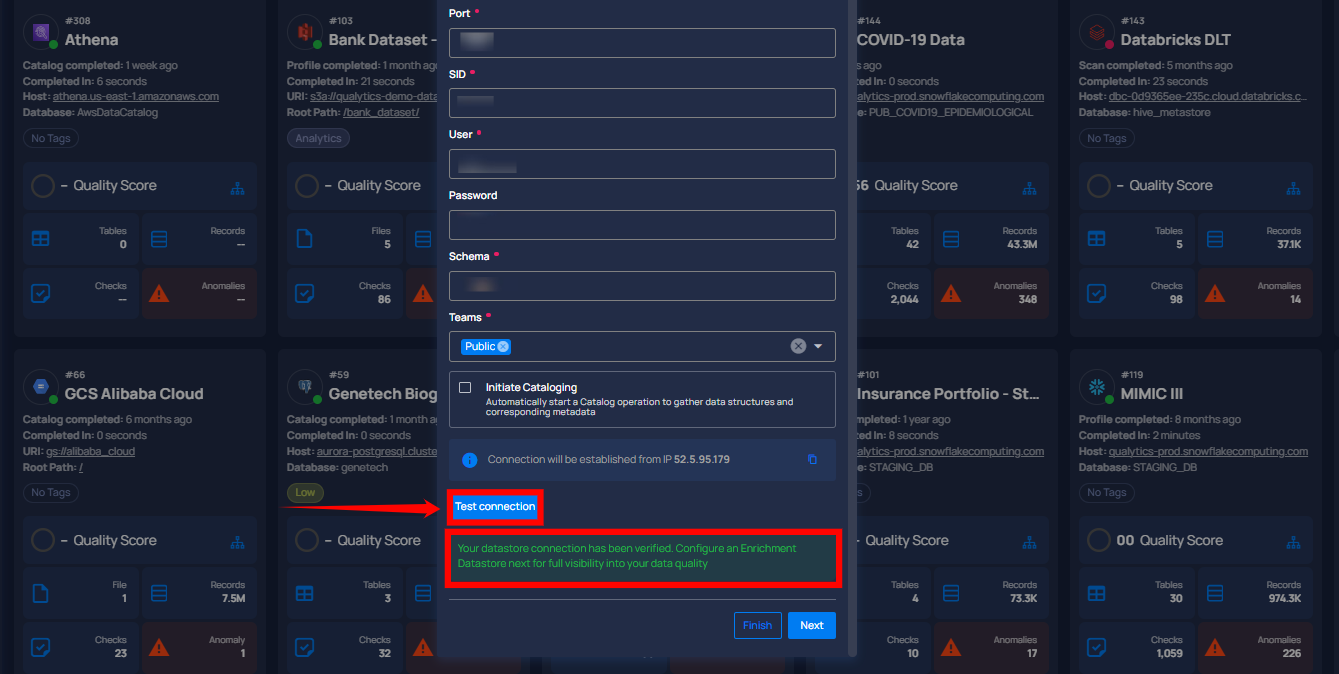 #308
Athena
Catalog completed: 1 week ago
Completed In: 6 seconds
Host: athena.us-east-1.amazonaws.com
Database: AwsDataCatalog
No Tags
– Quality Score
Tables
0
Records
--
Checks
--
Anomalies
--
#103
Bank Dataset -
Profile completed: 1 month ag
Completed In: 21 seconds
URI: s3a://qualytics-demo-data
Root Path: /bank_dataset/
Analytics
– Quality Score
Files
5
Checks
86
Port *
SID *
User *
Password
Schema *
Teams *
Public
Initiate Cataloging
Automatically start a Catalog operation to gather data structures and
corresponding metadata
Connection will be established from IP 52.5.95.179
Test connection
Your datastore connection has been verified. Configure an Enrichment
Datastore next for full visibility into your data quality
Finish
Next
#144
COVID-19 Data
s ago
ed In: 0 seconds
alytics-prod.snowflakecomputing.com
e: PUB_COVID19_EPIDEMIOLOGICAL
56 Quality Score
Tables
42
Records
43.3M
Checks
2,044
Anomalies
348
#143
Databricks DLT
Scan completed: 5 months ago
Completed In: 23 seconds
Host: dbc-0d9365ee-235c.cloud.databricks.c...
Database: hive_metastore
No Tags
– Quality Score
Tables
5
Records
37.1K
Checks
98
Anomalies
14
#66
GCS Alibaba Cloud
Catalog completed: 6 months ago
Completed In: 0 seconds
URI: gs://alibaba_cloud
Root Path: /
No Tags
– Quality Score
File
1
Records
7.5M
Checks
23
Anomaly
1
#59
Genetech Biog
Catalog completed: 1 month ag
Completed In: 0 seconds
Host: aurora-postgresql.cluste
Database: genetech
Low
– Quality Score
Tables
3
Checks
32
#101
Insurance Portfolio - St...
completed: 1 year ago
ed In: 8 seconds
alytics-prod.snowflakecomputing.com
e: STAGING_DB
s
– Quality Score
Tables
4
Records
73.3K
Checks
10
Anomalies
17
#119
MIMIC III
Profile completed: 8 months ago
Completed In: 2 minutes
Host: qualytics-prod.snowflakecomputing.com
Database: STAGING_DB
No Tags
00 Quality Score
Tables
30
Records
974.3K
Checks
1,059
Anomalies
226